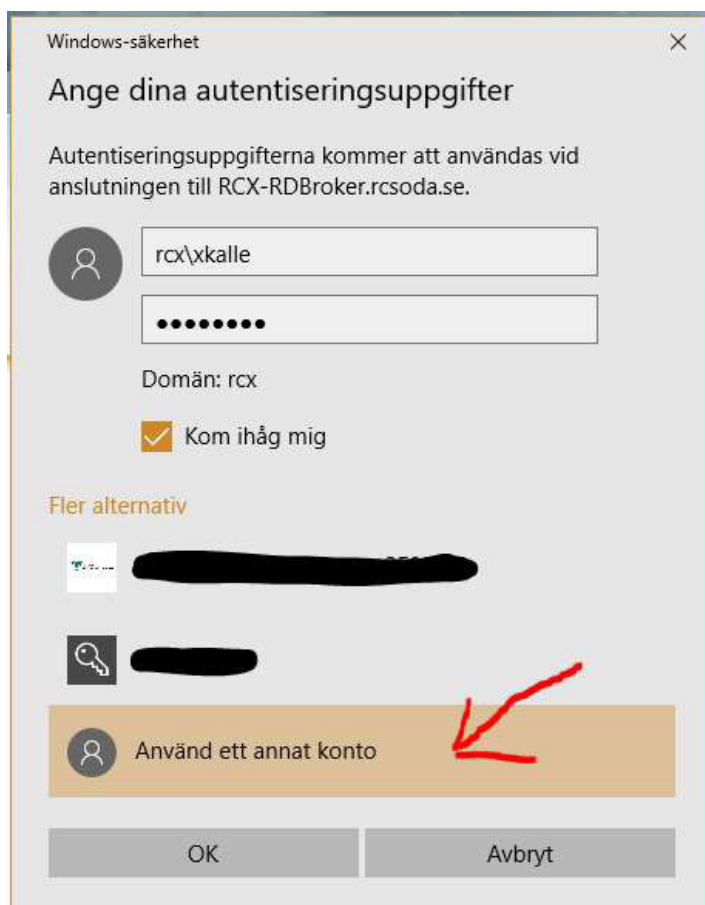 Windows-säkerhet
Ange dina autentiseringsuppgifter
Autentiseringsuppgifterna kommer att användas vid
anslutningen till RCX-RDBroker.rcsoda.se.
rcx\xkalle
●●●●●●●●
Domän: rcx
Kom ihåg mig
Fler alternativ
Använd ett annat konto
OK Avbryt